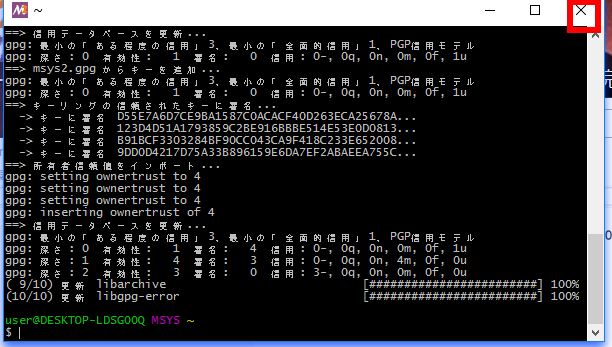 ~
==> 信用データベースを更新...
gpg: 最小の「ある程度の信用」3、最小の「全面的信用」1、PGP信用モデル
gpg: 深さ: 0 有効性: 1 署名: 0 信用: 0-, 0q, 0n, 0m, 0f, 1u
==> msys2.gpg からキーを追加...
gpg: 最小の「ある程度の信用」3、最小の「全面的信用」1、PGP信用モデル
gpg: 深さ: 0 有効性: 1 署名: 0 信用: 0-, 0q, 0n, 0m, 0f, 1u
==> キーリングの信頼されたキーに署名...
-> キーに署名 D55E7A6D7CE9BA1587C0ACACF40D263ECA25678A...
-> キーに署名 123D4D51A1793859C2BE916BBBE514E53E0D0813...
-> キーに署名 B91BCF3303284BF90CC043CA9F418C233E652008...
-> キーに署名 9DD0D4217D75A33B896159E6DA7EF2ABAEEA755C...
==> 所有者信頼値をインポート...
gpg: setting ownertrust to 4
gpg: setting ownertrust to 4
gpg: setting ownertrust to 4
gpg: inserting ownertrust of 4
==> 信用データベースを更新...
gpg: 最小の「ある程度の信用」3、最小の「全面的信用」1、PGP信用モデル
gpg: 深さ: 0 有効性: 1 署名: 4 信用: 0-, 0q, 0n, 0m, 0f, 1u
gpg: 深さ: 1 有効性: 4 署名: 3 信用: 0-, 0q, 0n, 4m, 0f, 0u
gpg: 深さ: 2 有効性: 3 署名: 0 信用: 3-, 0q, 0n, 0m, 0f, 0u
( 9/10) 更新 libarchive [########################] 100%
(10/10) 更新 libgpg-error [########################] 100%
user@DESKTOP-LDSGOOQ MSYS ~
$